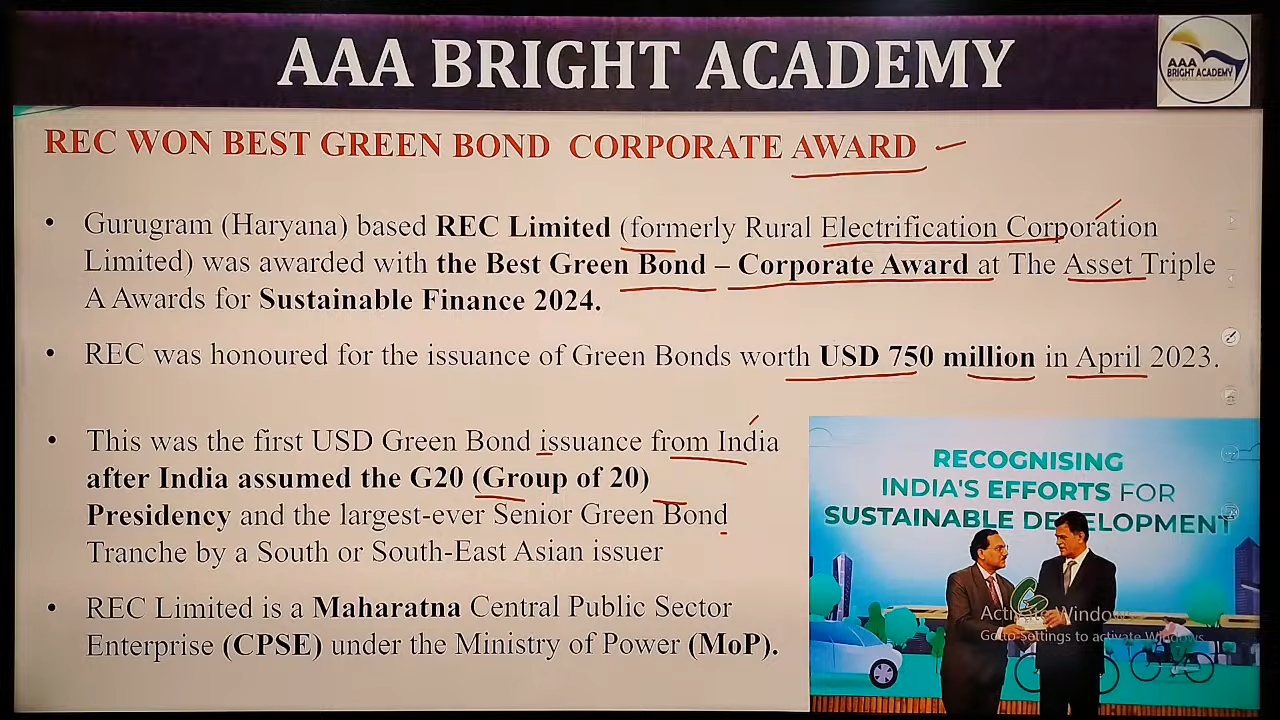 AAA BRIGHT ACADEMY
AAA
BRIGHT ACADEMY
REC WON BEST GREEN BOND CORPORATE AWARD
• Gurugram (Haryana) based REC Limited (formerly Rural Electrification Corporation
Limited) was awarded with the Best Green Bond – Corporate Award at The Asset Triple
A Awards for Sustainable Finance 2024.
• REC was honoured for the issuance of Green Bonds worth USD 750 million in April 2023.
• This was the first USD Green Bond issuance from India
after India assumed the G20 (Group of 20)
Presidency and the largest-ever Senior Green Bond
Tranche by a South or South-East Asian issuer
• REC Limited is a Maharatna Central Public Sector
Enterprise (CPSE) under the Ministry of Power (MoP).
RECOGNISING
INDIA'S EFFORTS FOR
SUSTAINABLE DEVELOPMENT
Activate Windows
Go to Settings to activate Windows.